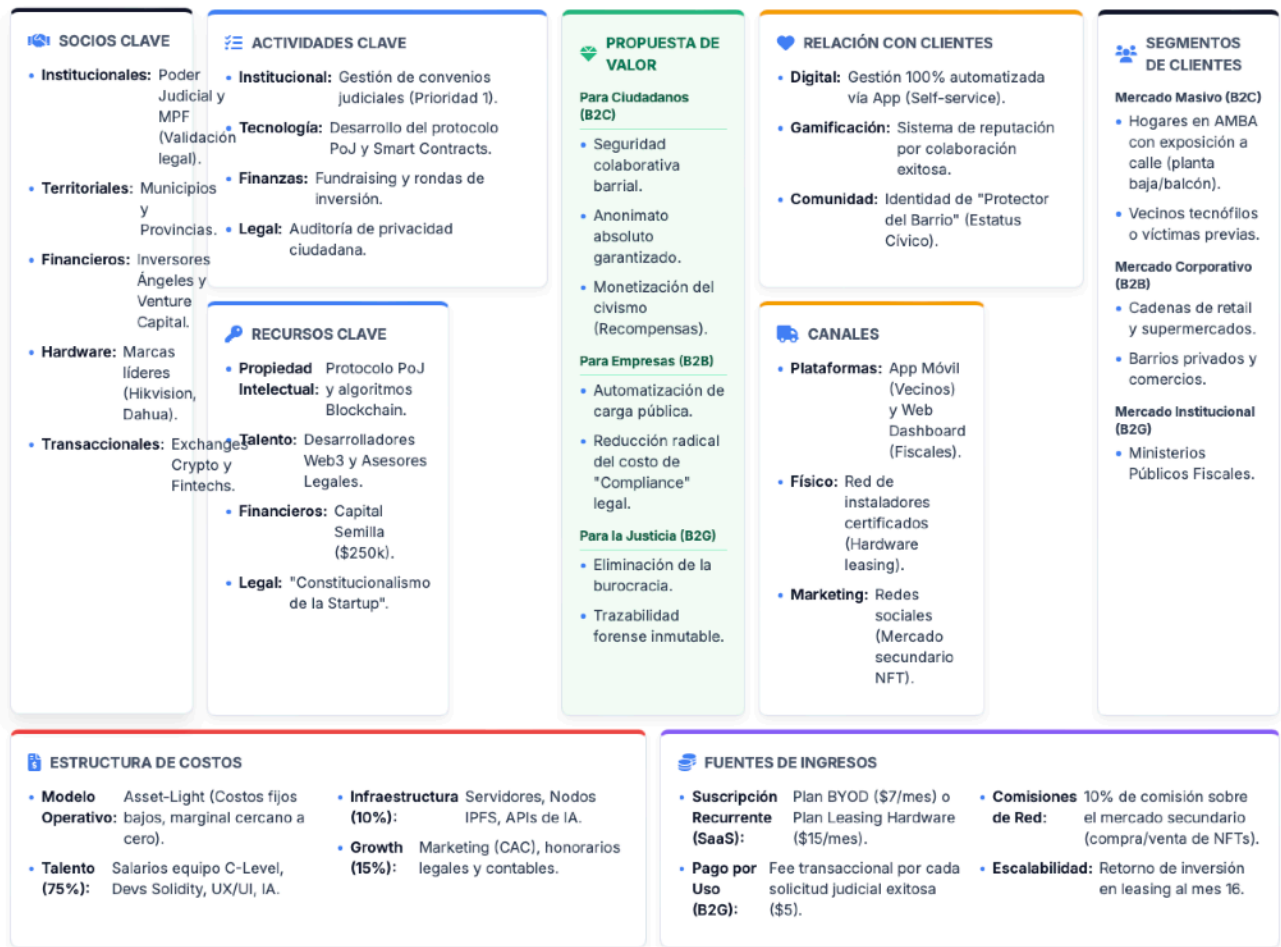 SOCIOS CLAVE
• Institucionales: Poder
Judicial y
MPF
(Validación
legal).
• Territoriales: Municipios
y
Provincias.
• Financieros: Inversores
Ángeles y
Venture
Capital.
• Hardware: Marcas
líderes
(Hikvision,
Dahua).
• Transaccionales: Exchanges
Crypto y
Fintechs.
ACTIVIDADES CLAVE
• Institucional: Gestión de convenios
judiciales (Prioridad 1).
• Tecnología: Desarrollo del protocolo
PoJ y Smart Contracts.
• Finanzas: Fundraising y rondas de
inversión.
• Legal: Auditoría de privacidad
ciudadana.
RECURSOS CLAVE
• Propiedad Protocolo PoJ
Intelectual: y algoritmos
Blockchain.
• Talento: Desarrolladores
Web3 y Asesores
Legales.
• Financieros: Capital
Semilla
($250k).
• Legal: "Constitucionalismo
de la Startup".
PROPUESTA DE
VALOR
Para Ciudadanos
(B2C)
• Seguridad
colaborativa
barrial.
• Anonimato
absoluto
garantizado.
• Monetización del
civismo
(Recompensas).
Para Empresas (B2B)
• Automatización de
carga pública.
• Reducción radical
del costo de
"Compliance"
legal.
Para la Justicia (B2G)
• Eliminación de la
burocracia.
• Trazabilidad
forense inmutable.
RELACIÓN CON CLIENTES
• Digital: Gestión 100% automatizada
vía App (Self-service).
• Gamificación: Sistema de reputación
por colaboración
exitosa.
• Comunidad: Identidad de "Protector
del Barrio" (Estatus
Cívico).
CANALES
• Plataformas: App Móvil
(Vecinos)
y Web
Dashboard
(Fiscales).
• Físico: Red de
instaladores
certificados
(Hardware
leasing).
• Marketing: Redes
sociales
(Mercado
secundario
NFT).
SEGMENTOS
DE CLIENTES
Mercado Masivo (B2C)
• Hogares en AMBA
con exposición a
calle (planta
baja/balcón).
• Vecinos tecnófilos
o víctimas previas.
Mercado Corporativo
(B2B)
• Cadenas de retail
y supermercados.
• Barrios privados y
comercios.
Mercado Institucional
(B2G)
• Ministerios
Públicos Fiscales.
ESTRUCTURA DE COSTOS
• Modelo Asset-Light (Costos fijos
Operativo: bajos, marginal cercano a
cero).
• Talento Salarios equipo C-Level,
(75%): Devs Solidity, UX/UI, IA.
• Infraestructura Servidores, Nodos
(10%): IPFS, APIs de IA.
• Growth Marketing (CAC), honorarios
(15%): legales y contables.
FUENTES DE INGRESOS
• Suscripción Plan BYOD ($7/mes) o
Recurrente Plan Leasing Hardware
(SaaS): ($15/mes).
• Pago por Fee transaccional por cada
Uso solicitud judicial exitosa
(B2G): ($5).
• Comisiones 10% de comisión sobre
de Red: el mercado secundario
(compra/venta de NFTs).
• Escalabilidad: Retorno de inversión
en leasing al mes 16.